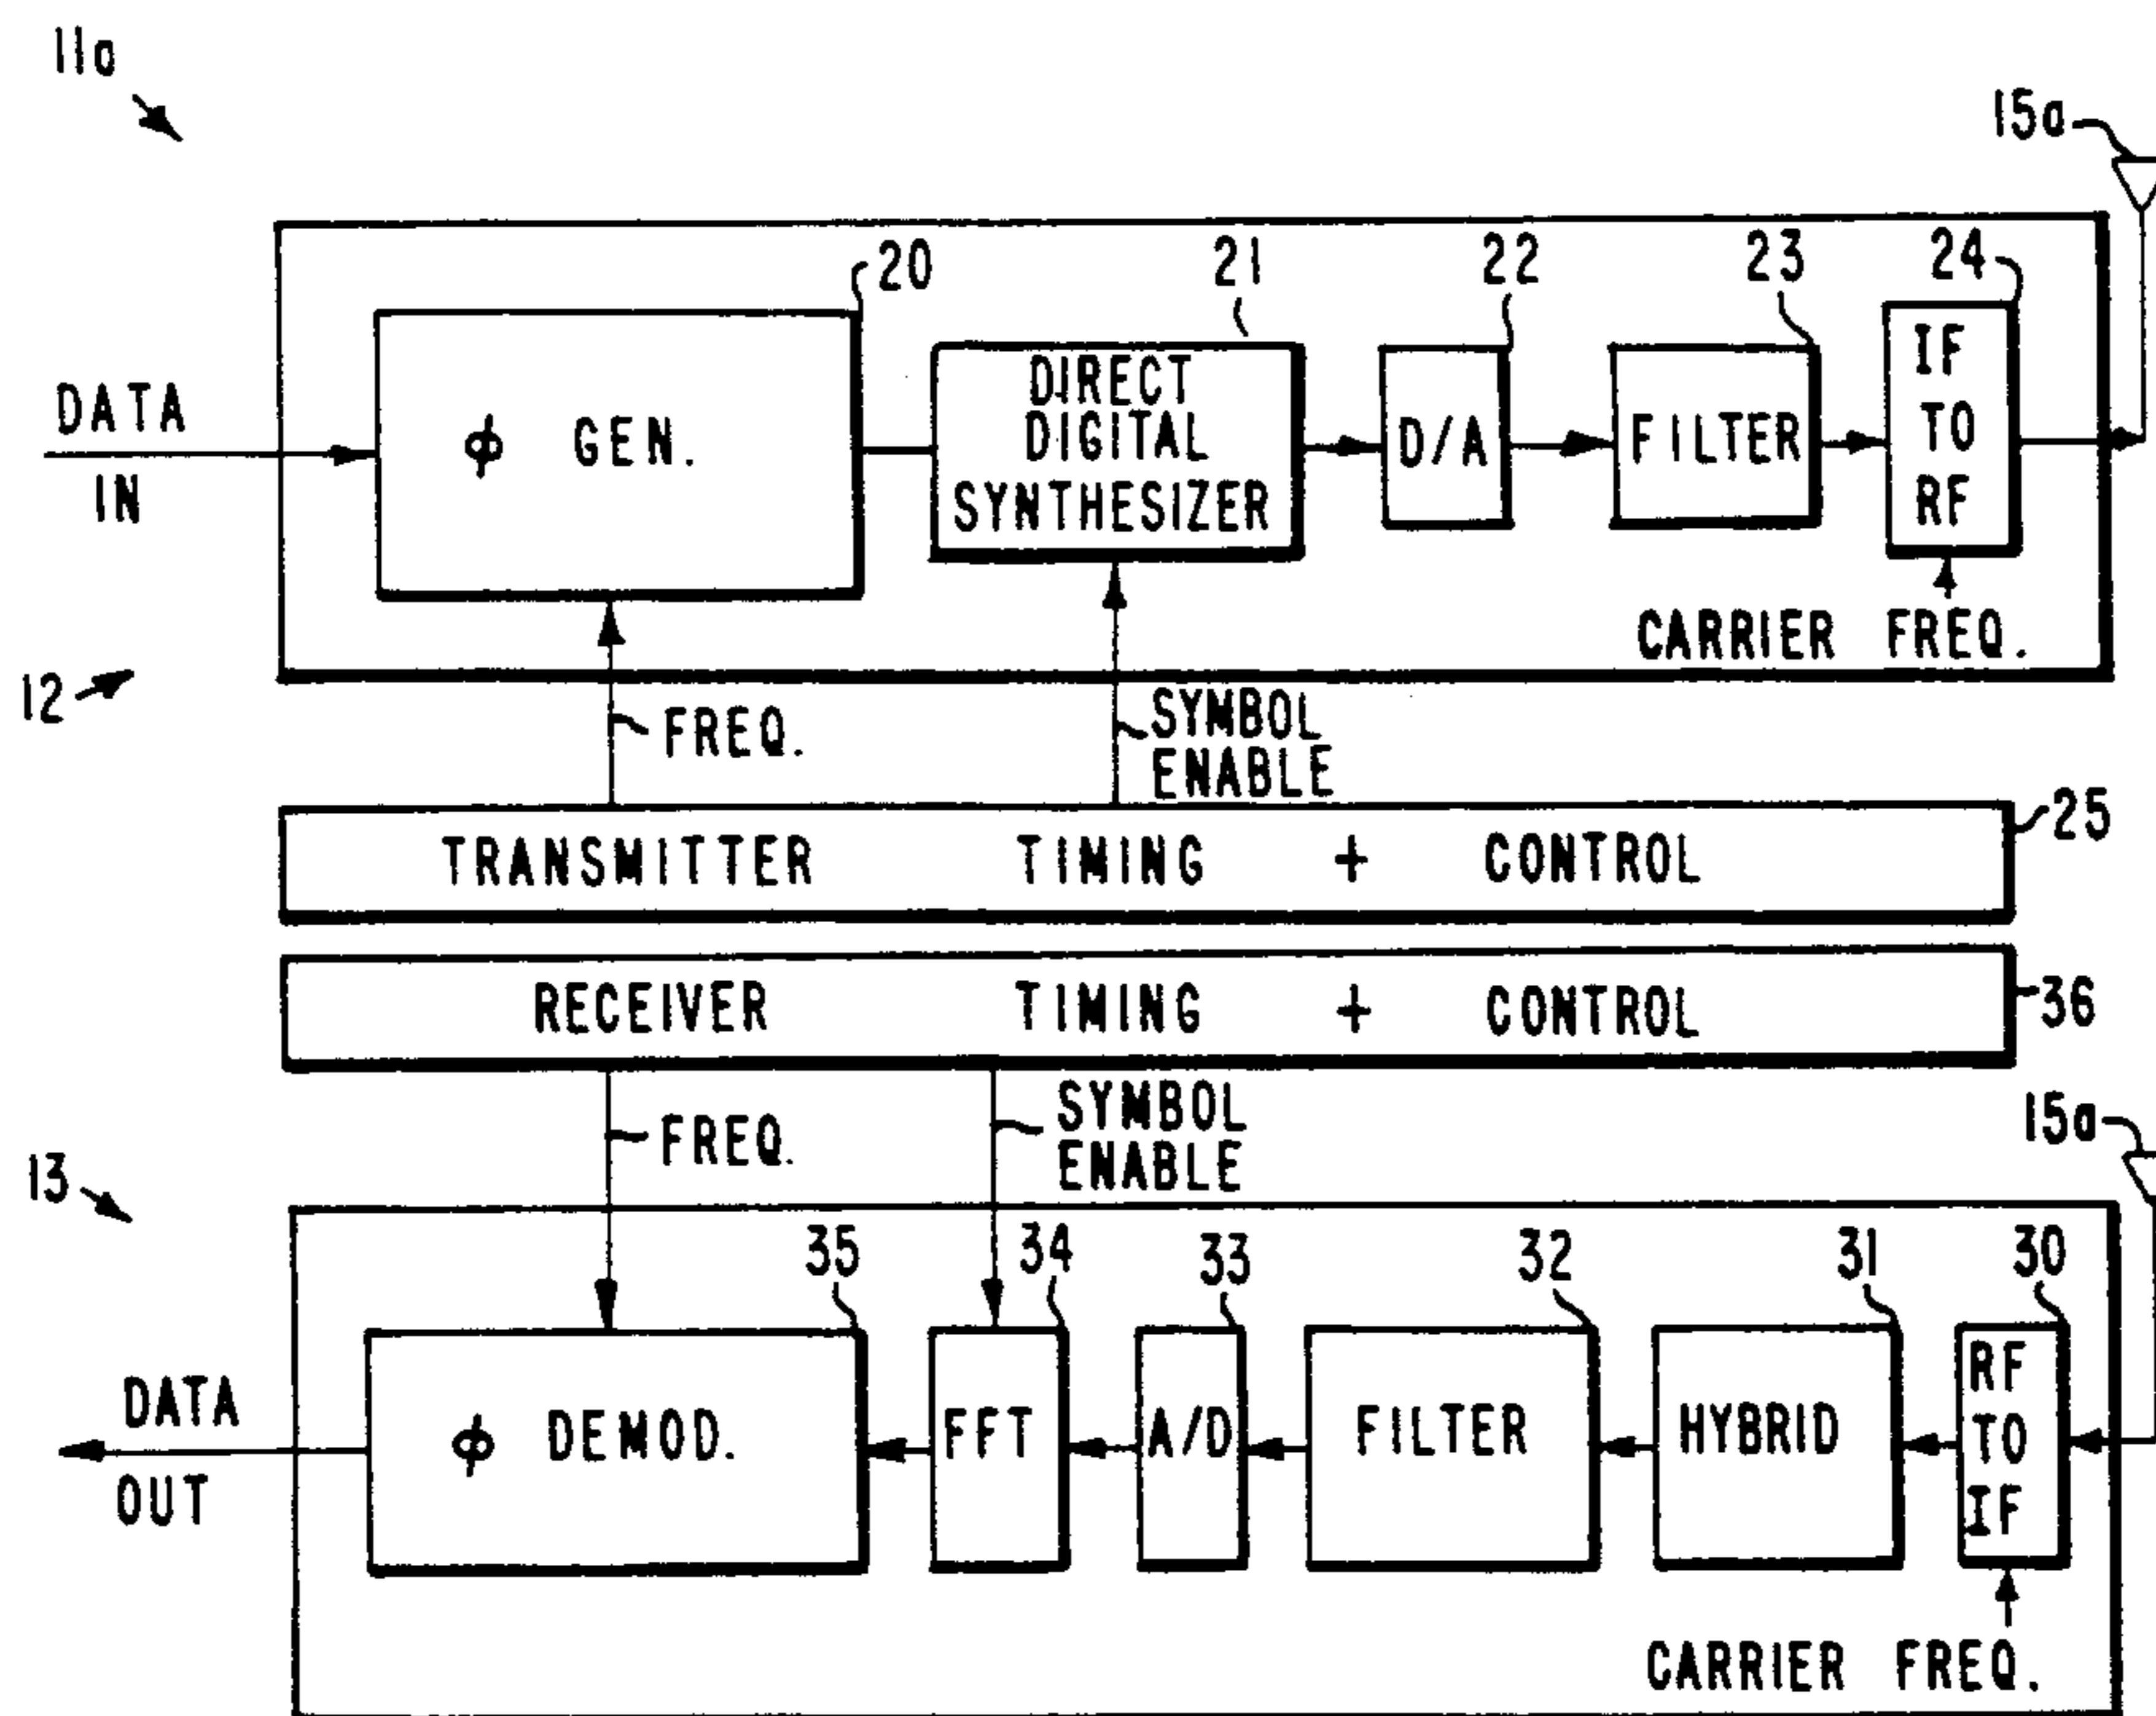 11a
15a
20
21
22
23
24
DATA
IN
φ GEN.
DIRECT
DIGITAL
SYNTHESIZER
D/A
FILTER
IF
TO
RF
CARRIER FREQ.
12
FREQ.
SYMBOL
ENABLE
TRANSMITTER TIMING + CONTROL
25
RECEIVER TIMING + CONTROL
36
FREQ.
SYMBOL
ENABLE
15a
13
35
34
33
32
31
30
DATA
OUT
φ DEMOD.
FFT
A/D
FILTER
HYBRID
RF
TO
IF
CARRIER FREQ.